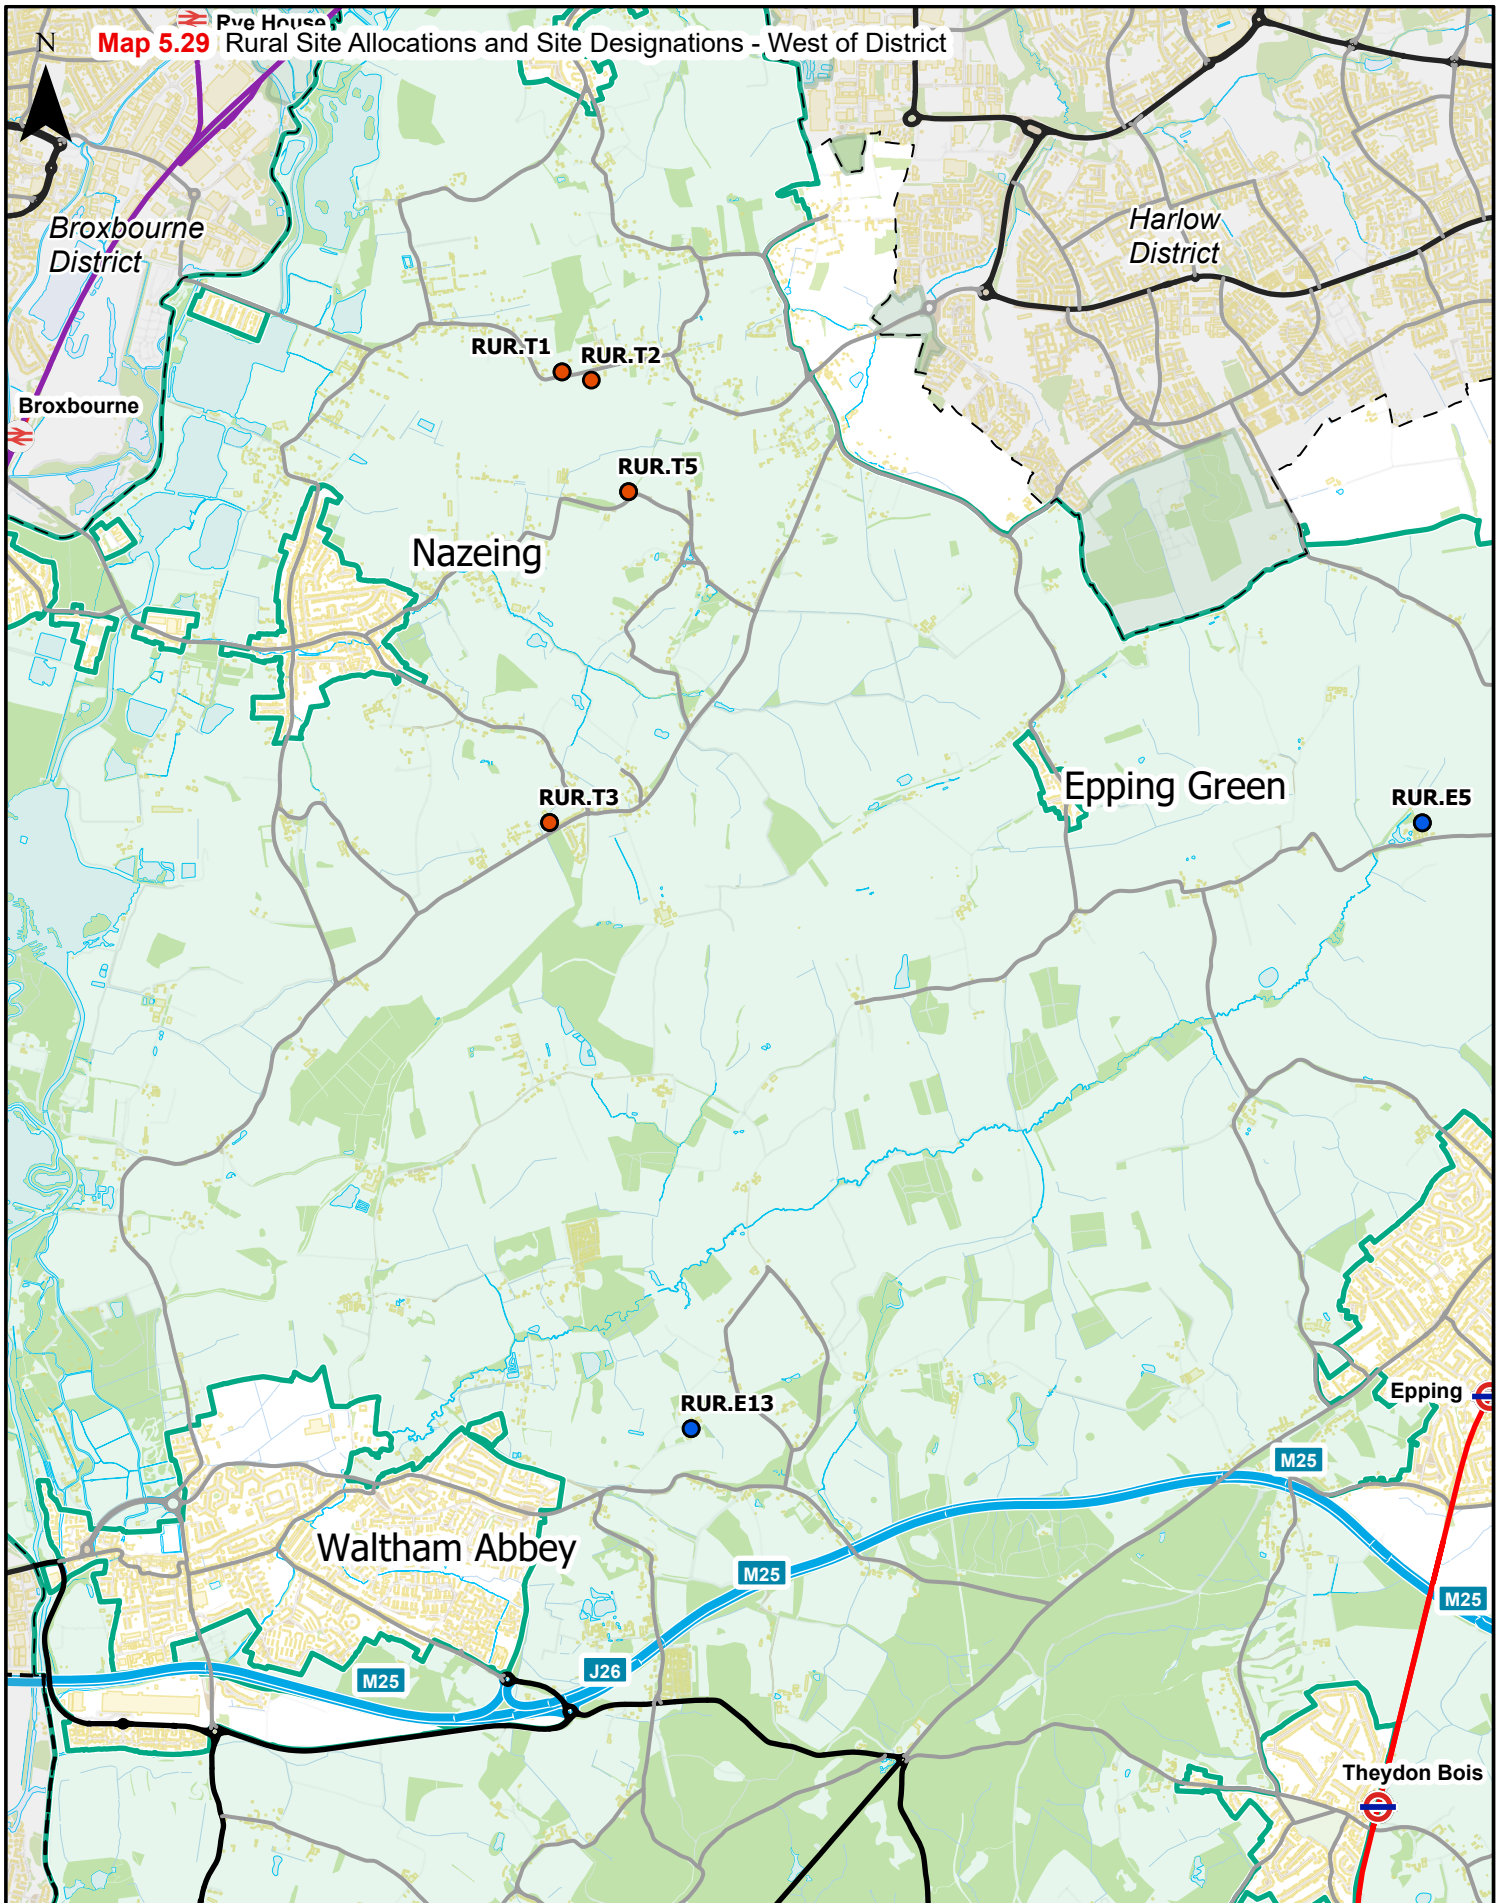 Rye House
N
Map 5.29 Rural Site Allocations and Site Designations - West of District
Broxbourne
District
Harlow
District
RUR.T1
RUR.T2
Broxbourne
RUR.T5
Nazeing
Epping Green
RUR.T3
RUR.E5
Epping
RUR.E13
M25
Waltham Abbey
M25
M25
J26
M25
Theydon Bois